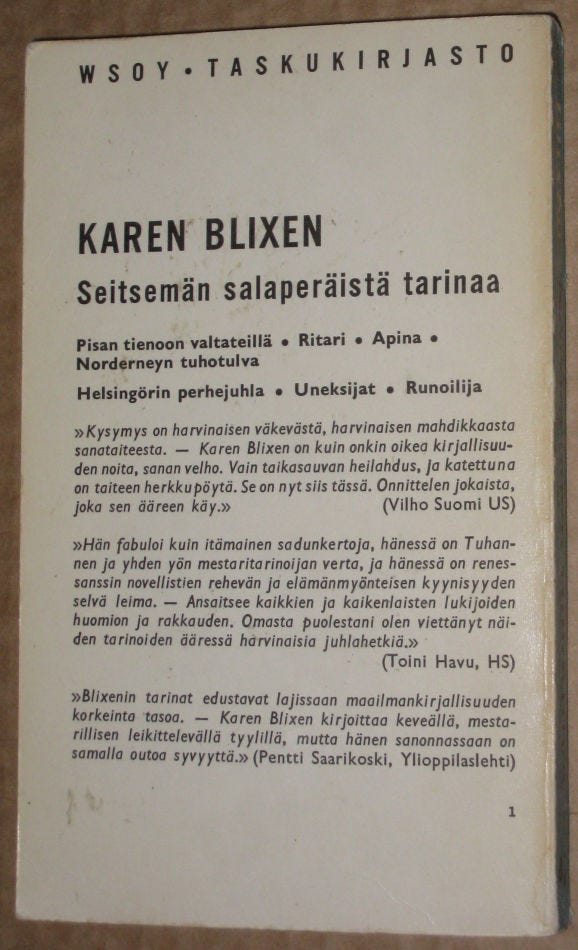 WSOY • TASKUKIRJASTO
KAREN BLIXEN
Seitsemän salaperäistä tarinaa
Pisan tienoon valtateillä • Ritari • Apina •
Norderneyn tuhotulva
Helsingörin perhejuhla • Uneksijat • Runoilija
»Kysymys on harvinaisen väkevästä, harvinaisen mahdikkaasta
sanataiteesta. — Karen Blixen on kuin onkin oikea kirjallisuu-
den noita, sanan velho. Vain taikasauvan heilahdus, ja katettuna
on taiteen herkkupöytä. Se on nyt siis tässä. Onnittelen jokaista,
joka sen ääreen käy.» (Vilho Suomi US)
»Hän fabuloi kuin itämainen sadunkertoja, hänessä on Tuhan-
nen ja yhden yön mestaritarinoijan verta, ja hänessä on renes-
sanssin novellistien rehevän ja elämänmyönteisen kyynisyyden
selvä leima. — Ansaitsee kaikkien ja kaikenlaisten lukijoiden
huomion ja rakkauden. Omasta puolestani olen viettänyt näi-
den tarinoiden ääressä harvinaisia juhlahetkiä.»
(Toini Havu, HS)
»Blixenin tarinat edustavat lajissaan maailmankirjallisuuden
korkeinta tasoa. — Karen Blixen kirjoittaa keveällä, mesta-
rillisen leikittelevällä tyylillä, mutta hänen sanonnassaan on
samalla outoa syvyyttä.» (Pentti Saarikoski, Ylioppilaslehti)
1